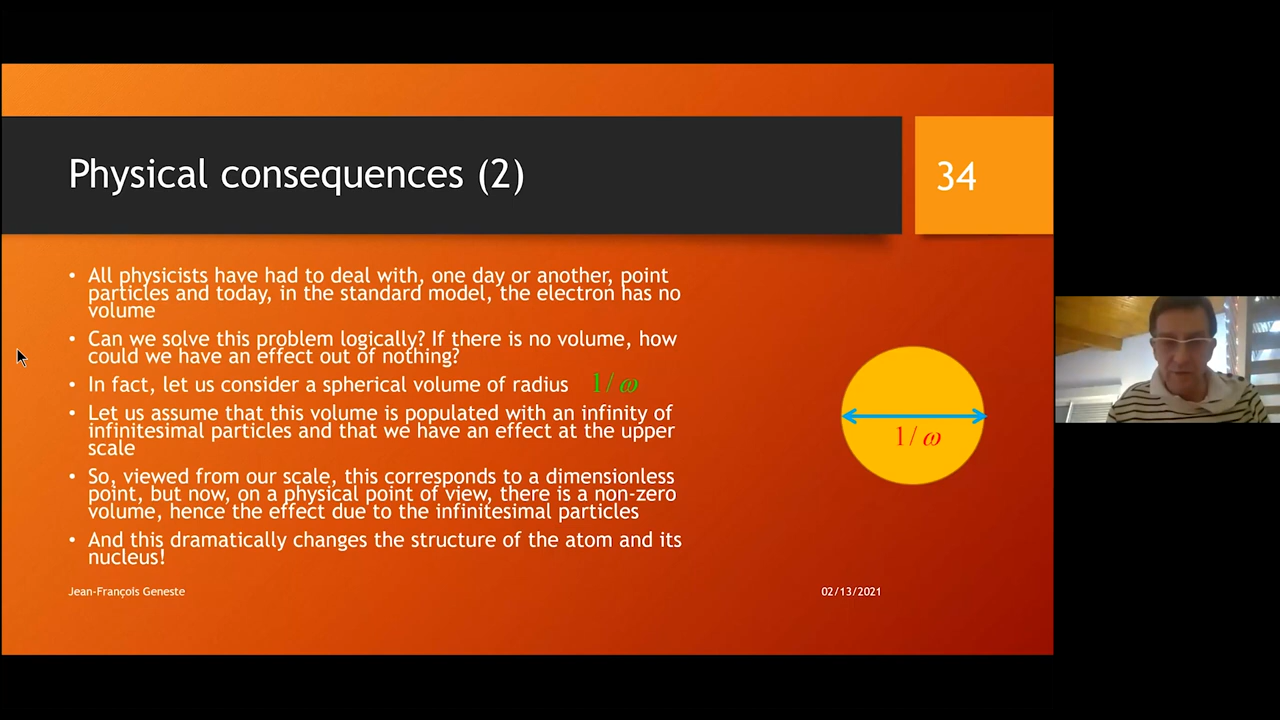 Physical consequences (2)
34
• All physicists have had to deal with, one day or another, point
particles and today, in the standard model, the electron has no
volume
• Can we solve this problem logically? If there is no volume, how
could we have an effect out of nothing?
• In fact, let us consider a spherical volume of radius 1/ω
• Let us assume that this volume is populated with an infinity of
infinitesimal particles and that we have an effect at the upper
scale
• So, viewed from our scale, this corresponds to a dimensionless
point, but now, on a physical point of view, there is a non-zero
volume, hence the effect due to the infinitesimal particles
• And this dramatically changes the structure of the atom and its
nucleus!
1/ω
Jean-François Geneste
02/13/2021